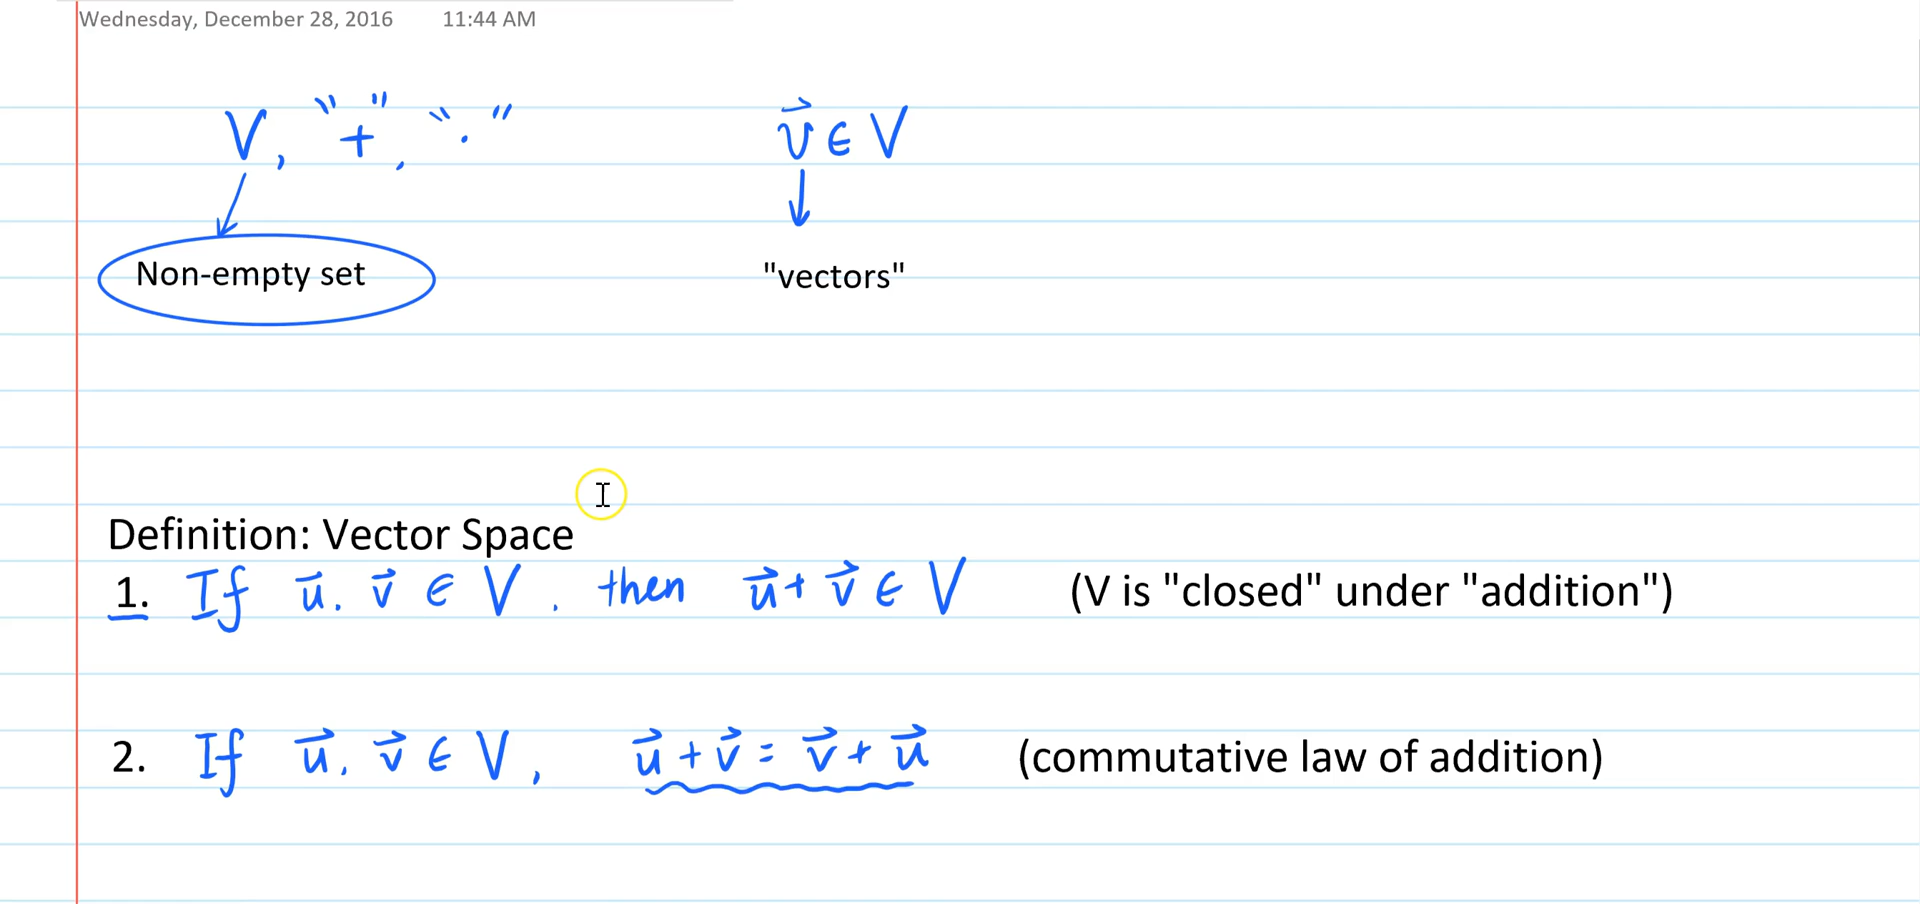 Wednesday, December 28, 2016 11:44 AM
V, "+", "·" v⃗ ∈ V
Non-empty set "vectors"
Definition: Vector Space
1. If u⃗, v⃗ ∈ V, then u⃗ + v⃗ ∈ V (V is "closed" under "addition")
2. If u⃗, v⃗ ∈ V, u⃗ + v⃗ = v⃗ + u⃗ (commutative law of addition)